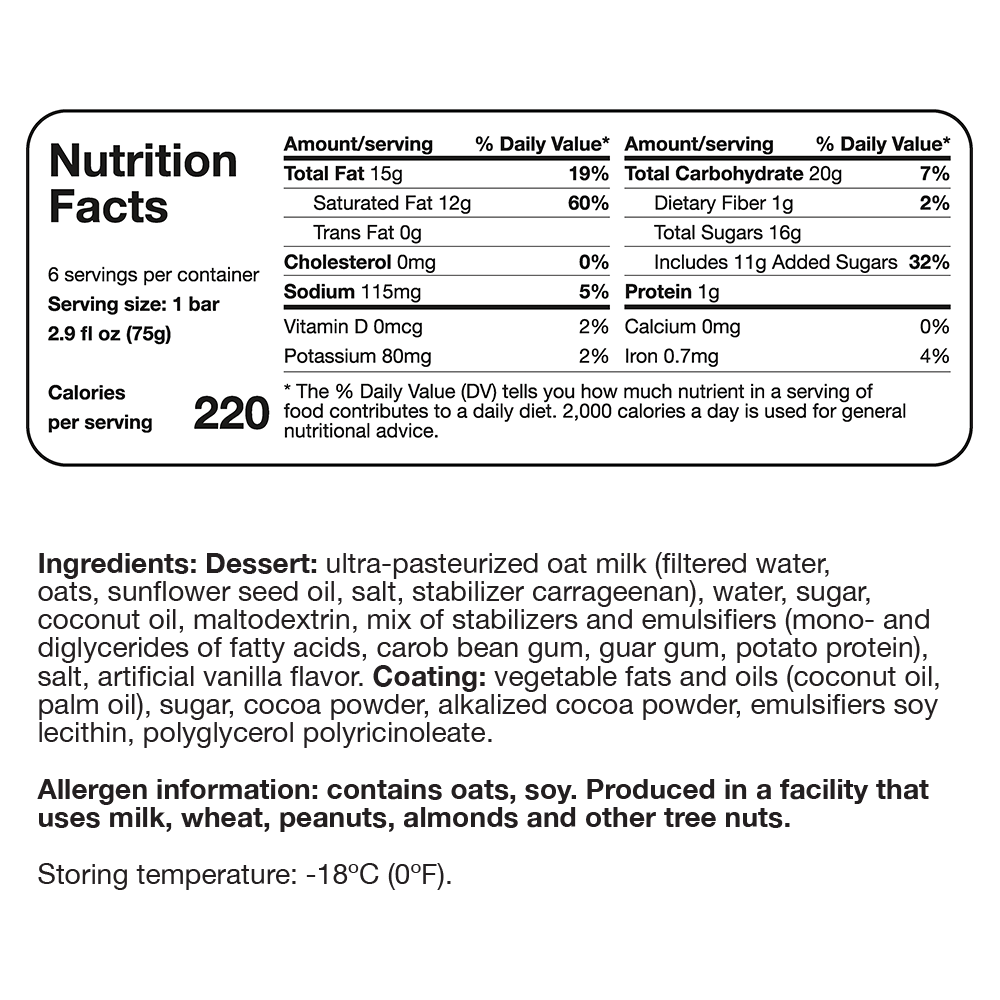 Nutrition
Facts
6 servings per container
Serving size: 1 bar
2.9 fl oz (75g)
Calories
per serving 220
Amount/serving % Daily Value*
Total Fat 15g 19%
Saturated Fat 12g 60%
Trans Fat 0g
Cholesterol 0mg 0%
Sodium 115mg 5%
Vitamin D 0mcg 2%
Potassium 80mg 2%
Amount/serving % Daily Value*
Total Carbohydrate 20g 7%
Dietary Fiber 1g 2%
Total Sugars 16g
Includes 11g Added Sugars 32%
Protein 1g
Calcium 0mg 0%
Iron 0.7mg 4%
* The % Daily Value (DV) tells you how much nutrient in a serving of
food contributes to a daily diet. 2,000 calories a day is used for general
nutritional advice.
Ingredients: Dessert: ultra-pasteurized oat milk (filtered water,
oats, sunflower seed oil, salt, stabilizer carrageenan), water, sugar,
coconut oil, maltodextrin, mix of stabilizers and emulsifiers (mono- and
diglycerides of fatty acids, carob bean gum, guar gum, potato protein),
salt, artificial vanilla flavor. Coating: vegetable fats and oils (coconut oil,
palm oil), sugar, cocoa powder, alkalized cocoa powder, emulsifiers soy
lecithin, polyglycerol polyricinoleate.
Allergen information: contains oats, soy. Produced in a facility that
uses milk, wheat, peanuts, almonds and other tree nuts.
Storing temperature: -18ºC (0ºF).